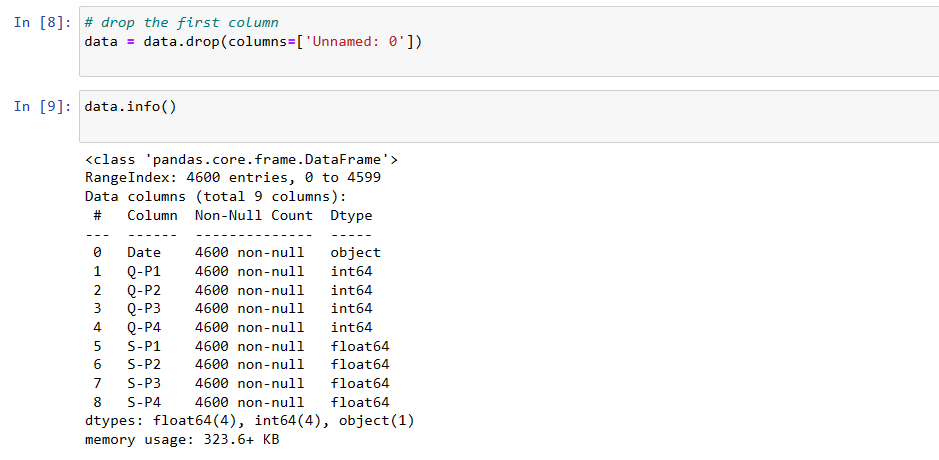 In [8]: # drop the first column
data = data.drop(columns=['Unnamed: 0'])
In [9]: data.info()
<class 'pandas.core.frame.DataFrame'>
RangeIndex: 4600 entries, 0 to 4599
Data columns (total 9 columns):
 #   Column  Non-Null Count  Dtype
---  ------  --------------  -----
 0   Date    4600 non-null   object
 1   Q-P1    4600 non-null   int64
 2   Q-P2    4600 non-null   int64
 3   Q-P3    4600 non-null   int64
 4   Q-P4    4600 non-null   int64
 5   S-P1    4600 non-null   float64
 6   S-P2    4600 non-null   float64
 7   S-P3    4600 non-null   float64
 8   S-P4    4600 non-null   float64
dtypes: float64(4), int64(4), object(1)
memory usage: 323.6+ KB